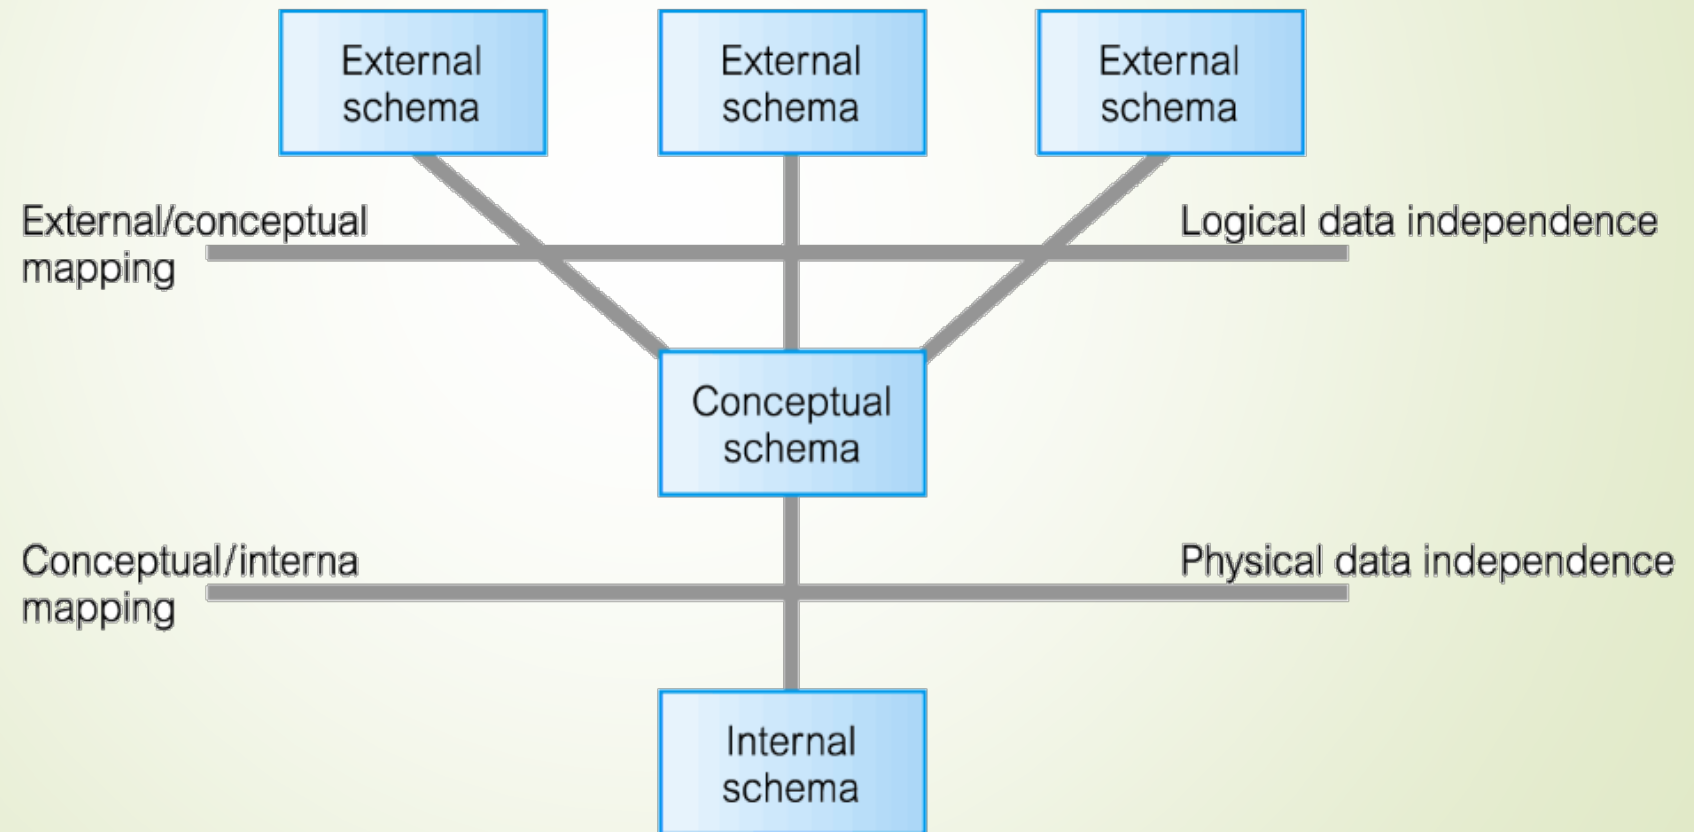 External
schema
External
schema
External
schema
External/conceptual
mapping
Logical data independence
Conceptual
schema
Conceptual/interna
mapping
Physical data independence
Internal
schema